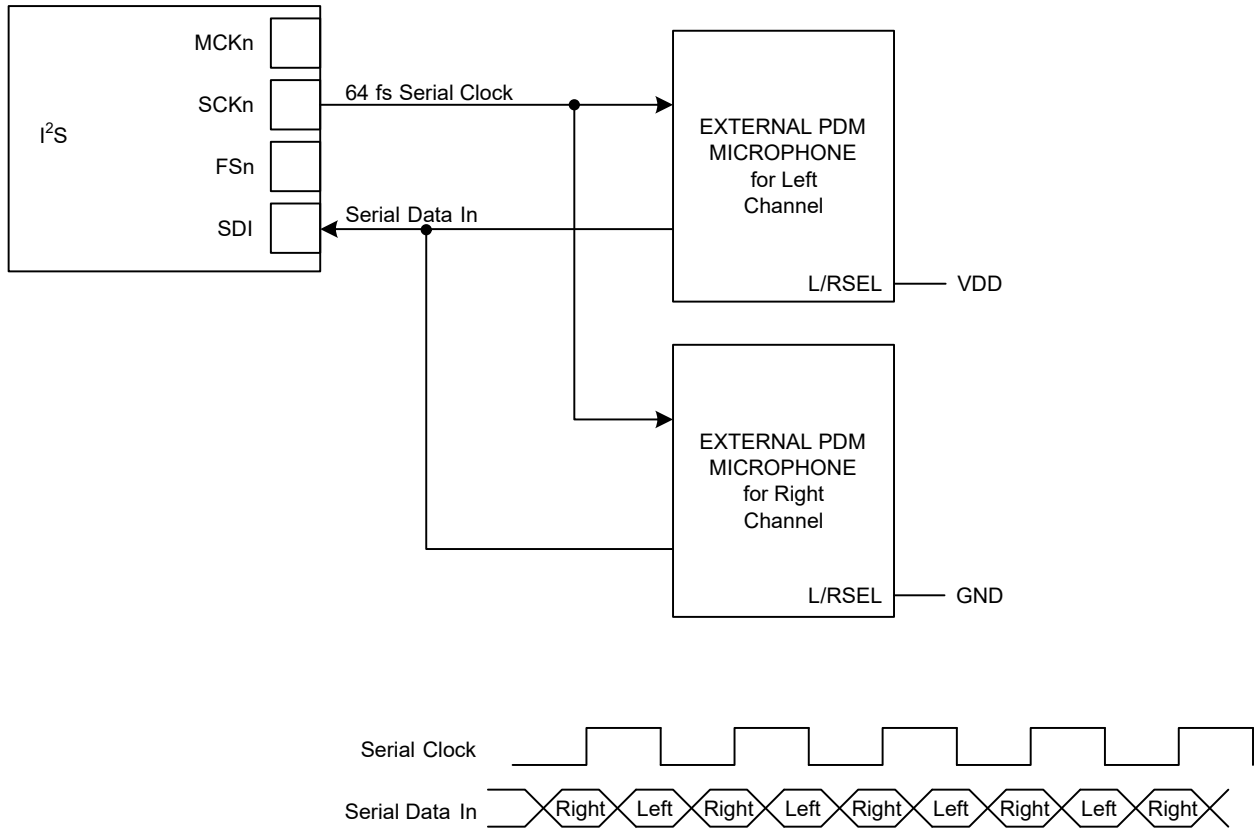 MCKn
SCKn
FSn
SDI
I²S
64 fs Serial Clock
Serial Data In
EXTERNAL PDM
MICROPHONE
for Left
Channel
L/RSEL
VDD
EXTERNAL PDM
MICROPHONE
for Right
Channel
L/RSEL
GND
Serial Clock
Serial Data In Right Left Right Left Right Left Right Left Right